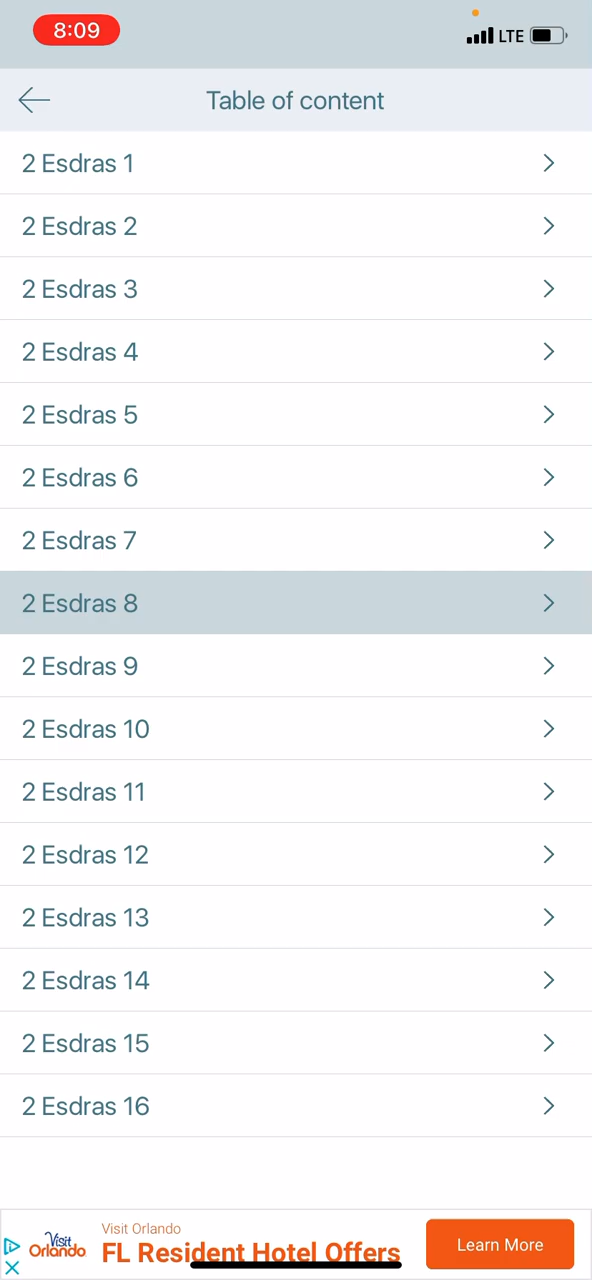 8:09
LTE
Table of content
2 Esdras 1
2 Esdras 2
2 Esdras 3
2 Esdras 4
2 Esdras 5
2 Esdras 6
2 Esdras 7
2 Esdras 8
2 Esdras 9
2 Esdras 10
2 Esdras 11
2 Esdras 12
2 Esdras 13
2 Esdras 14
2 Esdras 15
2 Esdras 16
Visit Orlando
Visit Orlando
FL Resident Hotel Offers
Learn More